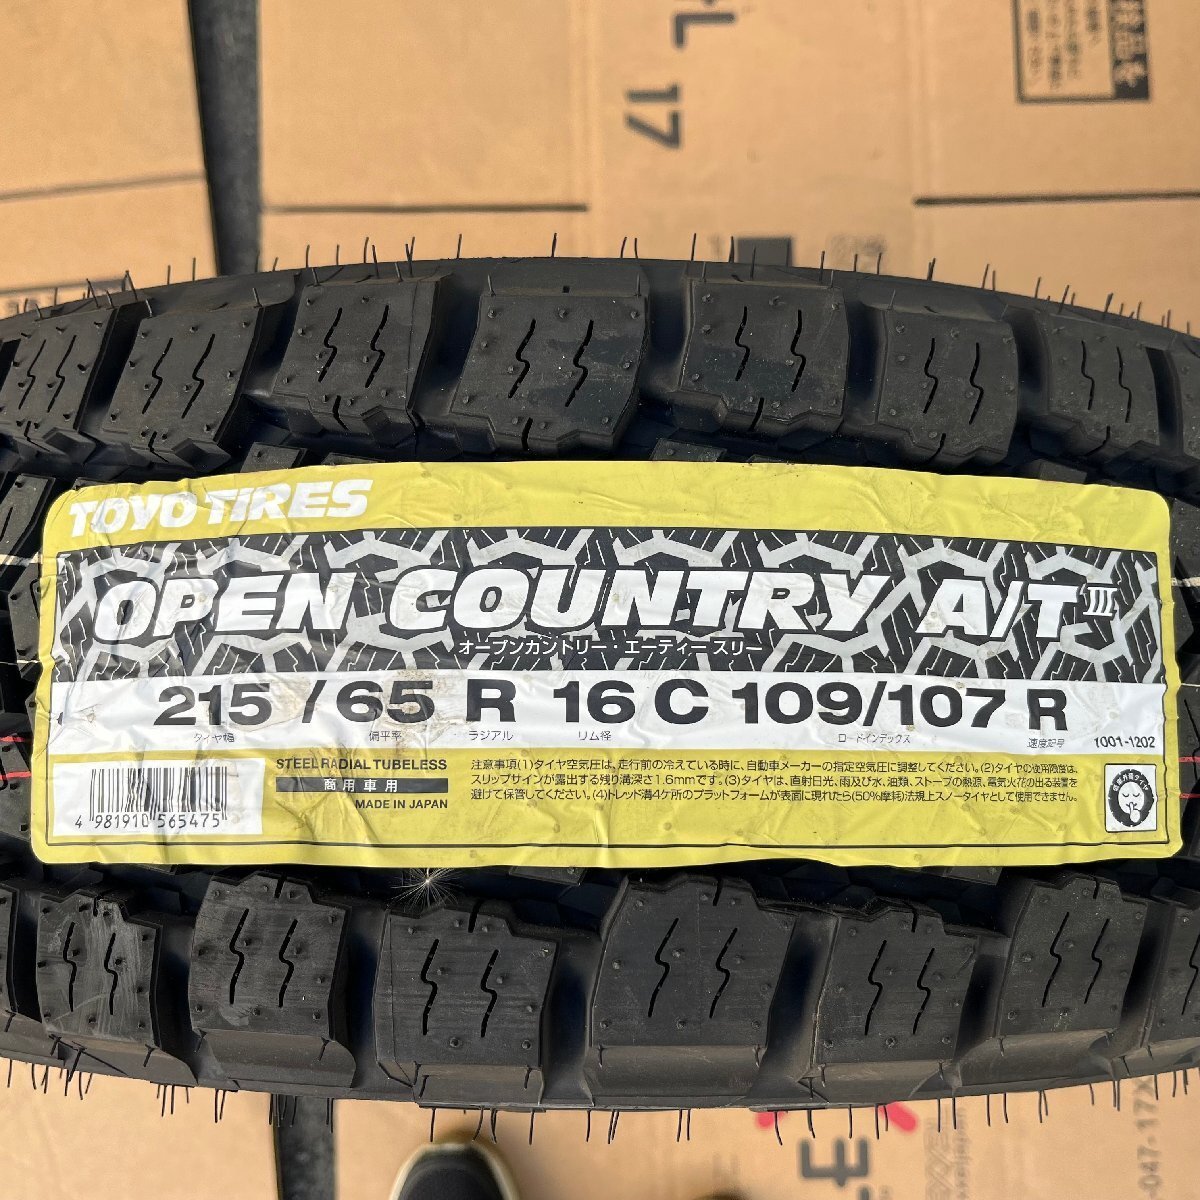 L 17
TOYO TIRES
OPEN COUNTRY A/T III
オープンカントリー・エーティー スリー
215 / 65 R 16 C 109/107 R
タイヤ幅 偏平率 ラジアル リム径 ロードインデックス 速度記号 1001-1202
STEEL RADIAL TUBELESS
商用車用
MADE IN JAPAN
注意事項(1)タイヤ空気圧は、走行前の冷えている時に、自動車メーカーの指定空気圧に調整してください。(2)タイヤの使用限度は、
スリップサインが露出する残り溝深さ1.6mmです。(3)タイヤは、直射日光、雨及び水、油類、ストーブの熱源、電気火花の出る装置を
避けて保管してください。(4)トレッド溝4ケ所のプラットフォームが表面に現れたら(50%摩耗)法規上スノータイヤとして使用できません。
4 981910 565475
047-17X